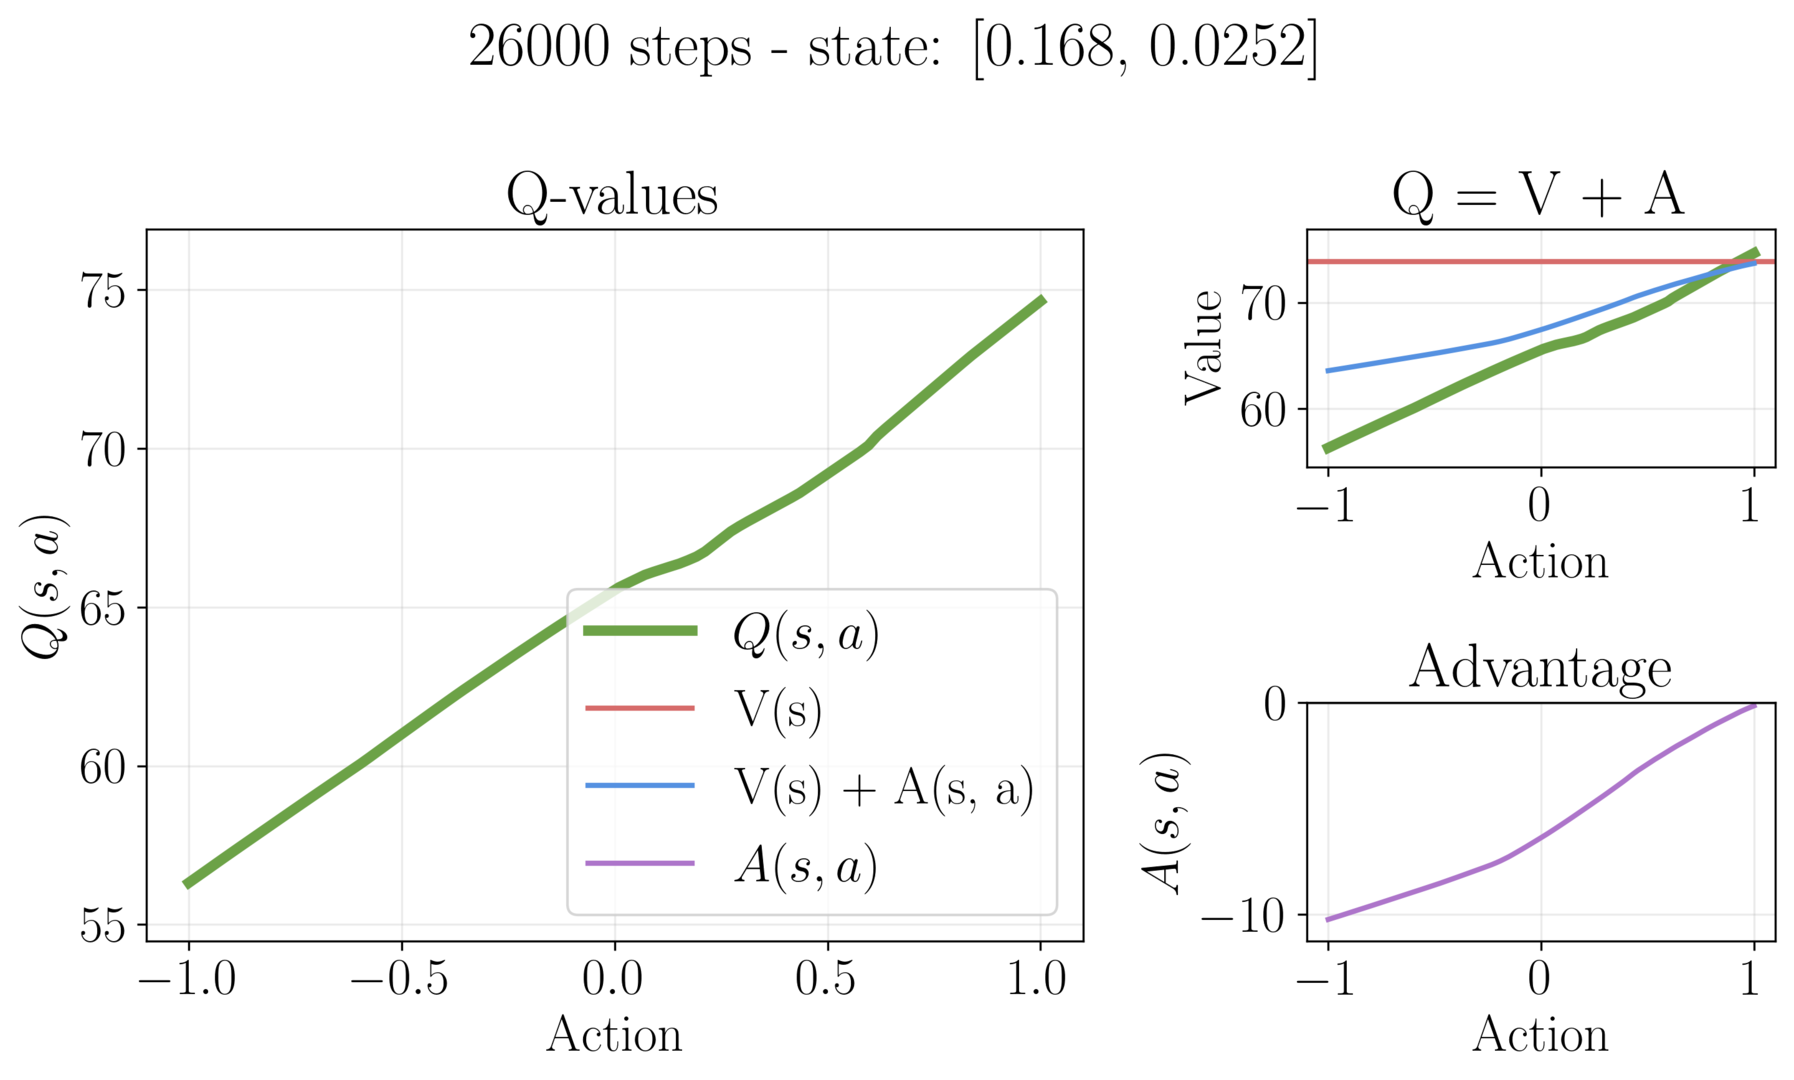 26000 steps - state: [0.168, 0.0252]
Q-values
Q(s, a)
75
70
65
60
55
−1.0
−0.5
0.0
0.5
1.0
Action
Q(s, a)
V(s)
V(s) + A(s, a)
A(s, a)
Q = V + A
Value
70
60
−1
0
1
Action
Advantage
A(s, a)
0
−10
−1
0
1
Action